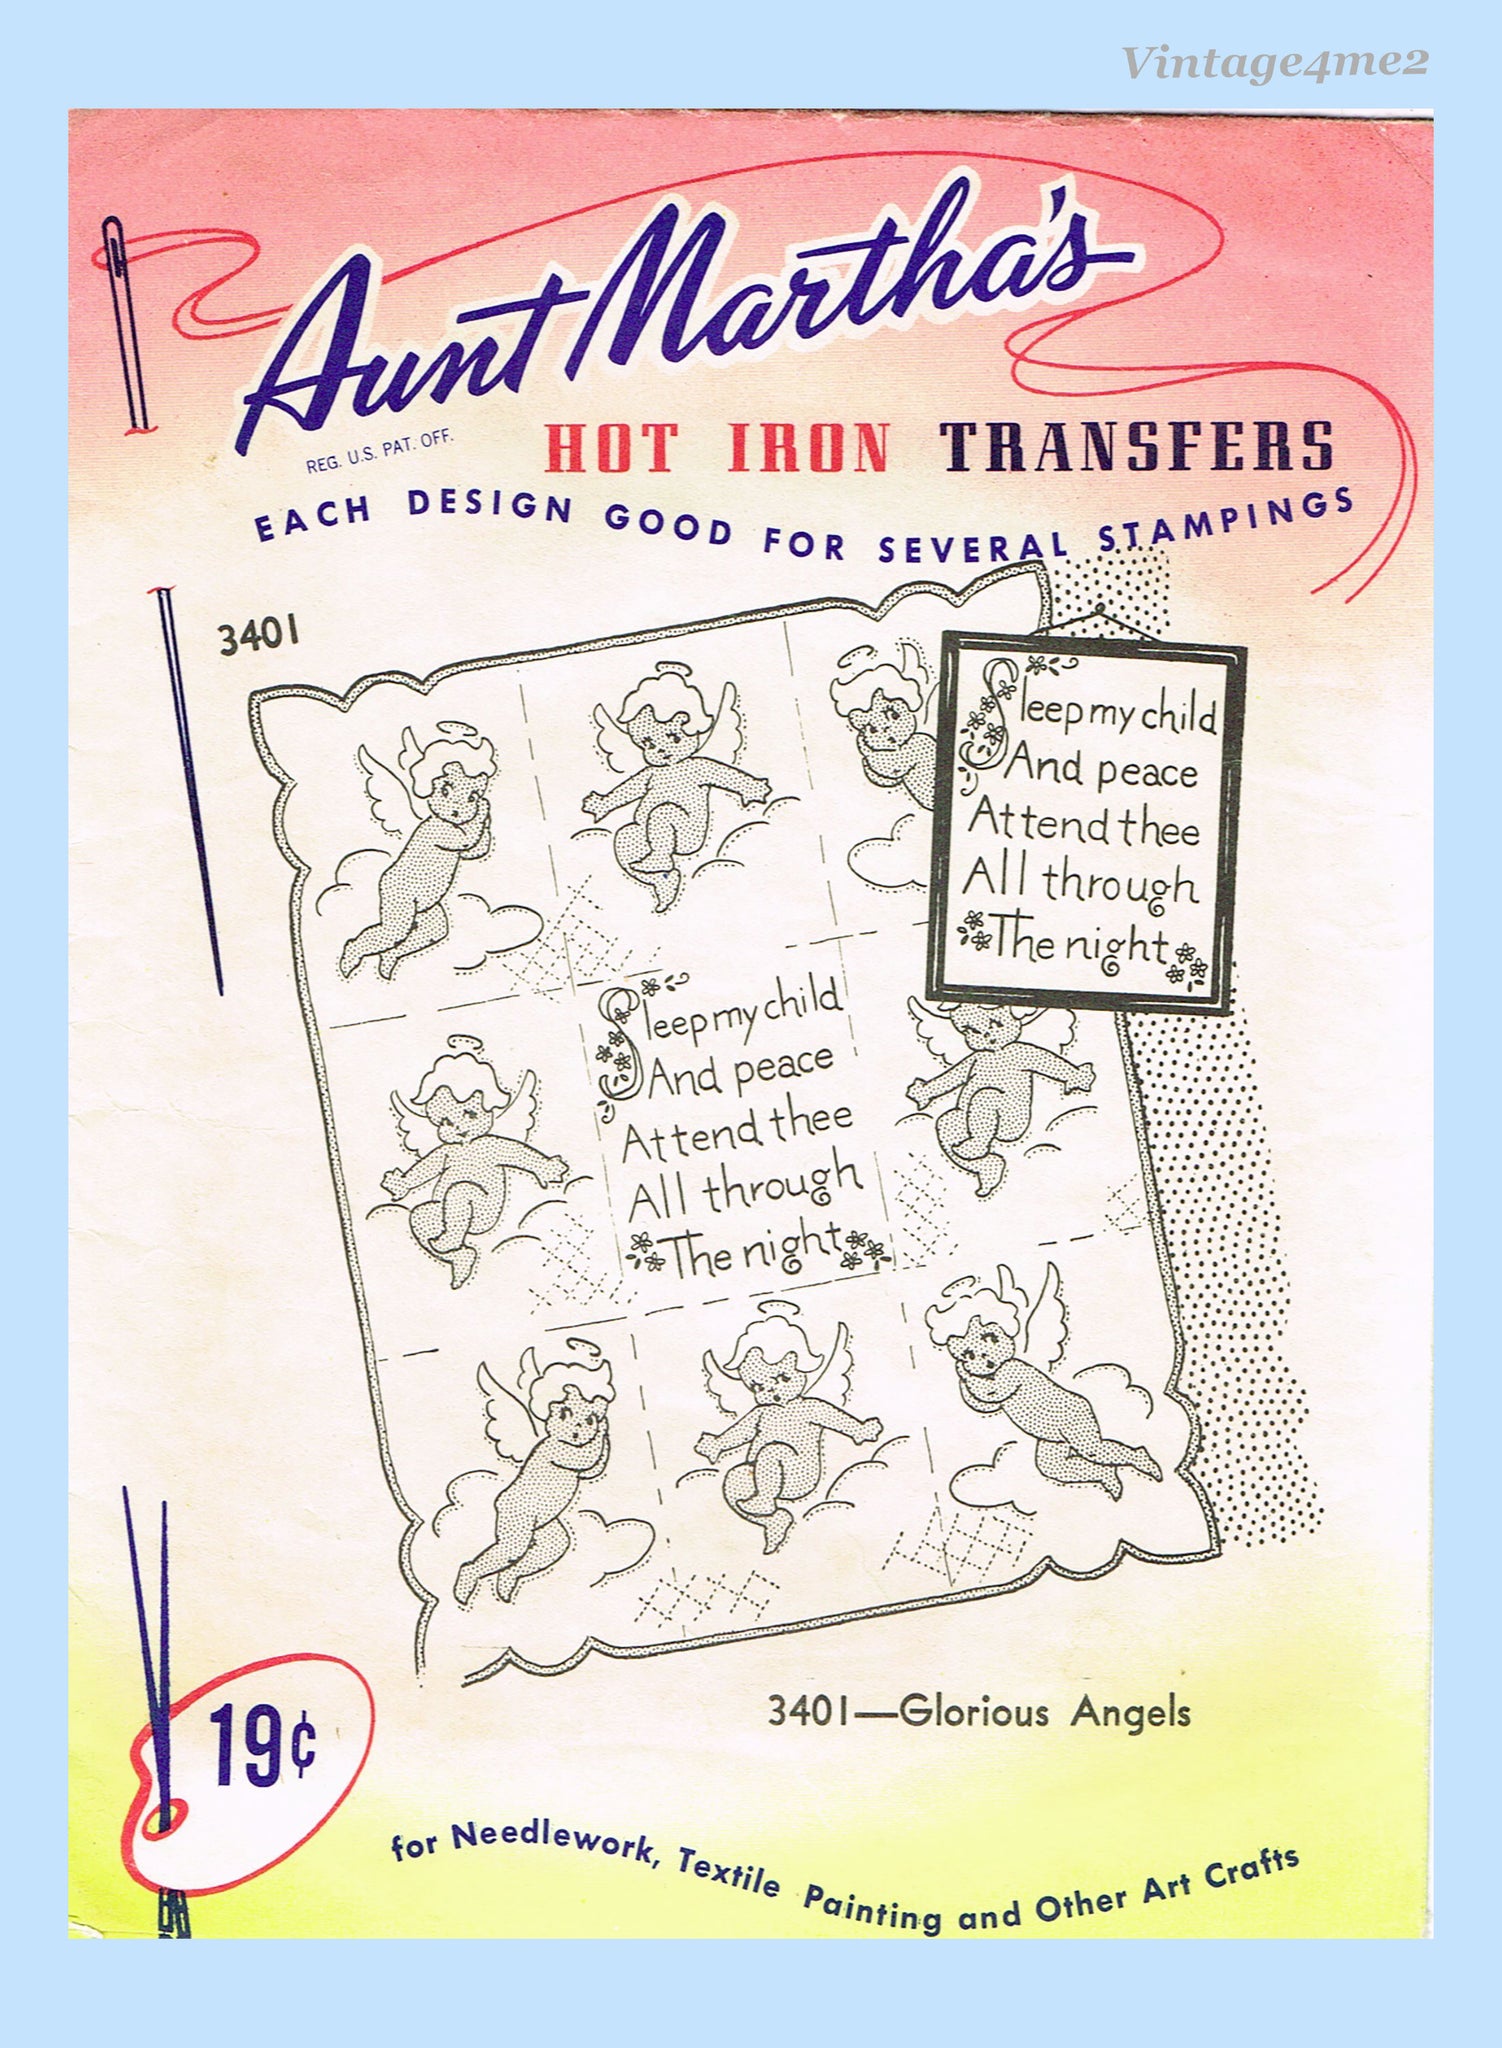 Vintage4me2
Aunt Martha's
REG. U.S. PAT. OFF.
HOT IRON TRANSFERS
EACH DESIGN GOOD FOR SEVERAL STAMPINGS
3401
Sleep my child
And peace
Attend thee
All through
The night
Sleep my child
And peace
Attend thee
All through
The night
3401—Glorious Angels
19¢
for Needlework, Textile Painting and Other Art Crafts